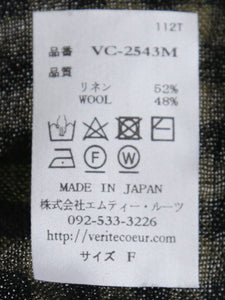 112T
品番 VC-2543M
品質
リネン 52%
WOOL 48%
F W
MADE IN JAPAN
株式会社エムティー・ルーツ
092-533-3226
http://veritecoeur.com/
サイズ F